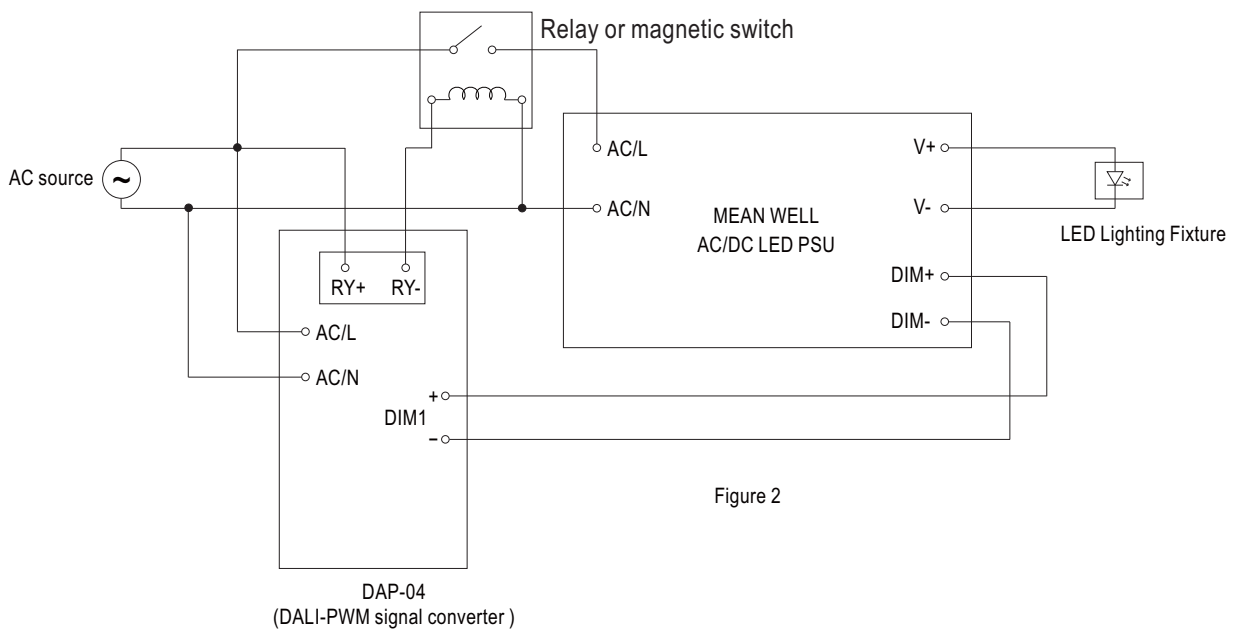 Relay or magnetic switch
AC source
~
AC/L
AC/N
MEAN WELL
AC/DC LED PSU
V+
V-
DIM+
DIM-
LED Lighting Fixture
RY+ RY-
AC/L
AC/N
DIM1
+
-
Figure 2
DAP-04
(DALI-PWM signal converter )